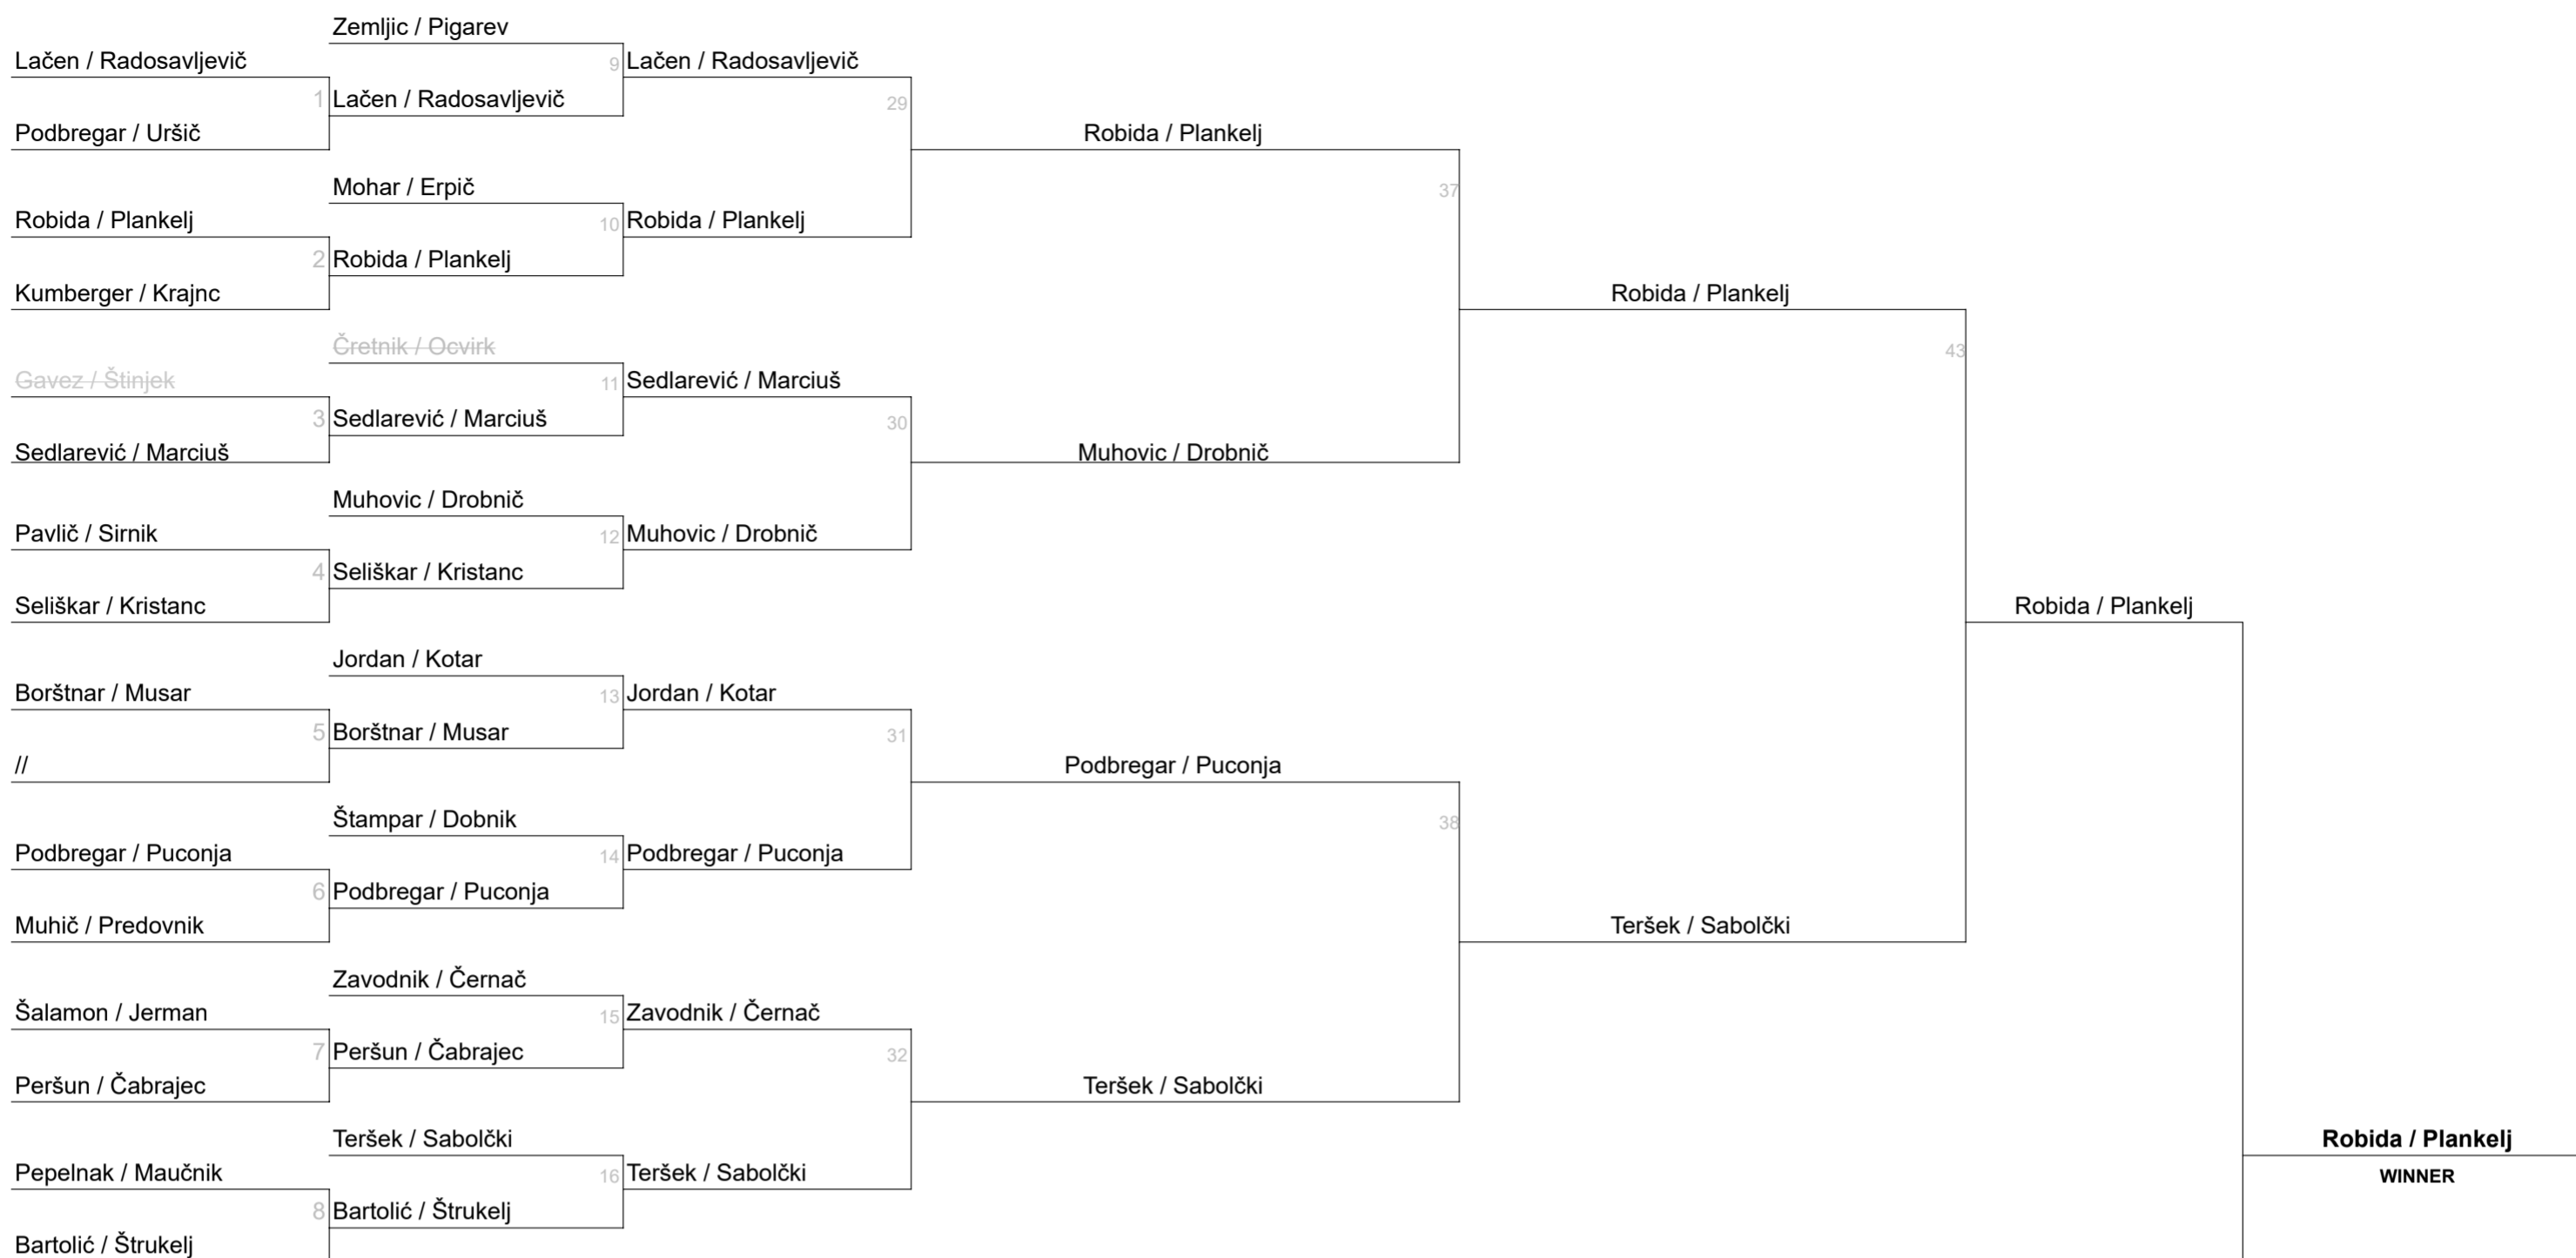 Zemljic / Pigarev
Lačen / Radosavljevič
9 Lačen / Radosavljevič
1 Lačen / Radosavljevič
29
Podbregar / Uršič
Robida / Plankelj
Mohar / Erpič
37
Robida / Plankelj
10 Robida / Plankelj
2 Robida / Plankelj
Kumberger / Krajnc
Robida / Plankelj
Čretnik / Ocvirk
43
Gavez / Štinjek
11 Sedlarević / Marciuš
3 Sedlarević / Marciuš
30
Sedlarević / Marciuš
Muhovic / Drobnič
Muhovic / Drobnič
Pavlič / Sirnik
12 Muhovic / Drobnič
4 Seliškar / Kristanc
Seliškar / Kristanc
Robida / Plankelj
Jordan / Kotar
Borštnar / Musar
13 Jordan / Kotar
5 Borštnar / Musar
31
//
Podbregar / Puconja
Štampar / Dobnik
38
Podbregar / Puconja
14 Podbregar / Puconja
6 Podbregar / Puconja
Muhič / Predovnik
Teršek / Sabolčki
Zavodnik / Černač
Šalamon / Jerman
15 Zavodnik / Černač
7 Peršun / Čabrajec
32
Peršun / Čabrajec
Teršek / Sabolčki
Teršek / Sabolčki
Robida / Plankelj
Pepelnak / Maučnik
16 Teršek / Sabolčki
WINNER
8 Bartolić / Štrukelj
Bartolić / Štrukelj